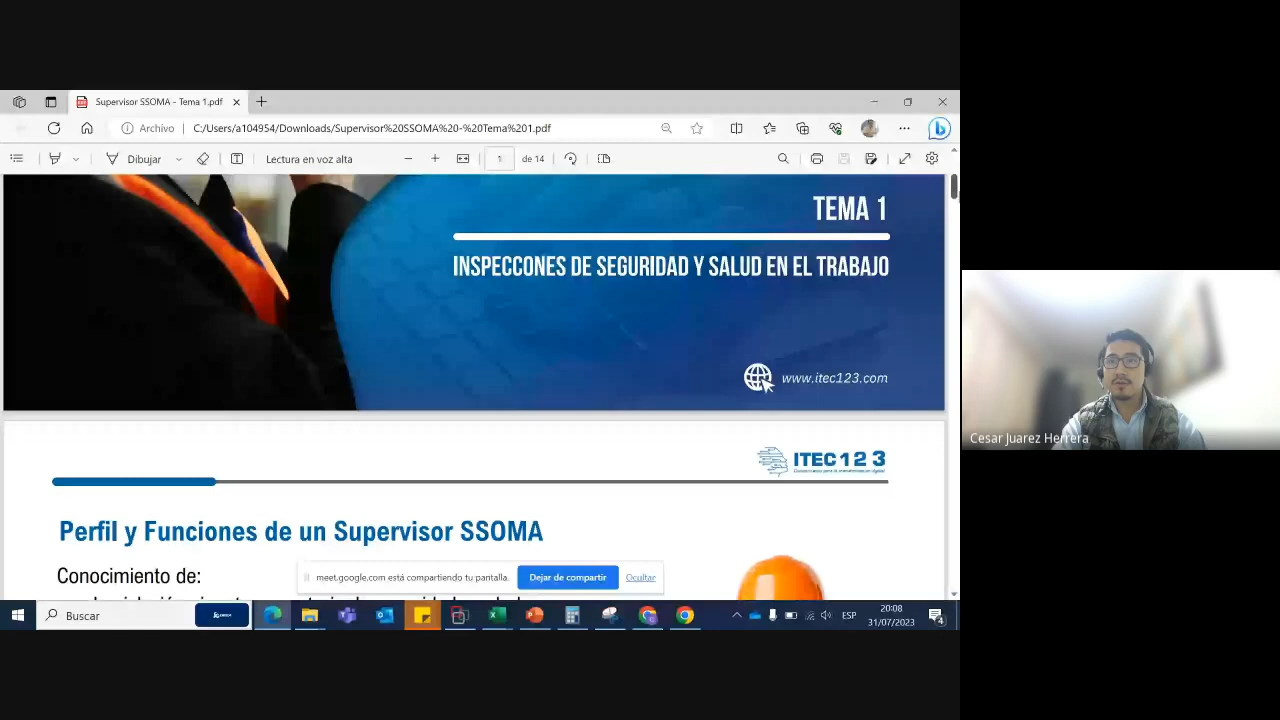 Supervisor SSOMA - Tema 1.pdf
Archivo
C:/Users/a104954/Downloads/Supervisor%20SSOMA%20-%20Tema%201.pdf
Dibujar
Lectura en voz alta
1
de 14
TEMA 1
INSPECCONES DE SEGURIDAD Y SALUD EN EL TRABAJO
www.itec123.com
ITEC 1 2 3
Perfil y Funciones de un Supervisor SSOMA
Conocimiento de:
meet.google.com está compartiendo tu pantalla.
Dejar de compartir
Ocultar
Cesar Juarez Herrera
Buscar
ESP
20:08
31/07/2023
4